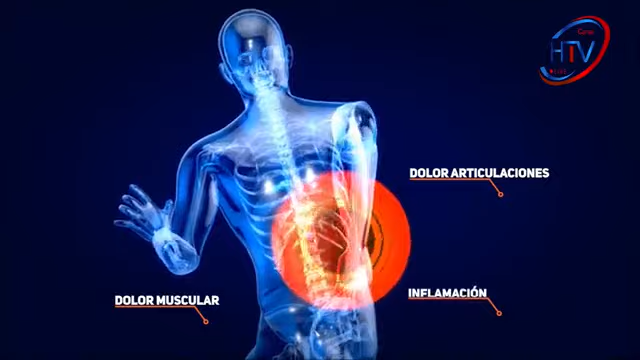 HTV
DOLOR ARTICULACIONES
INFLAMACIÓN
DOLOR MUSCULAR